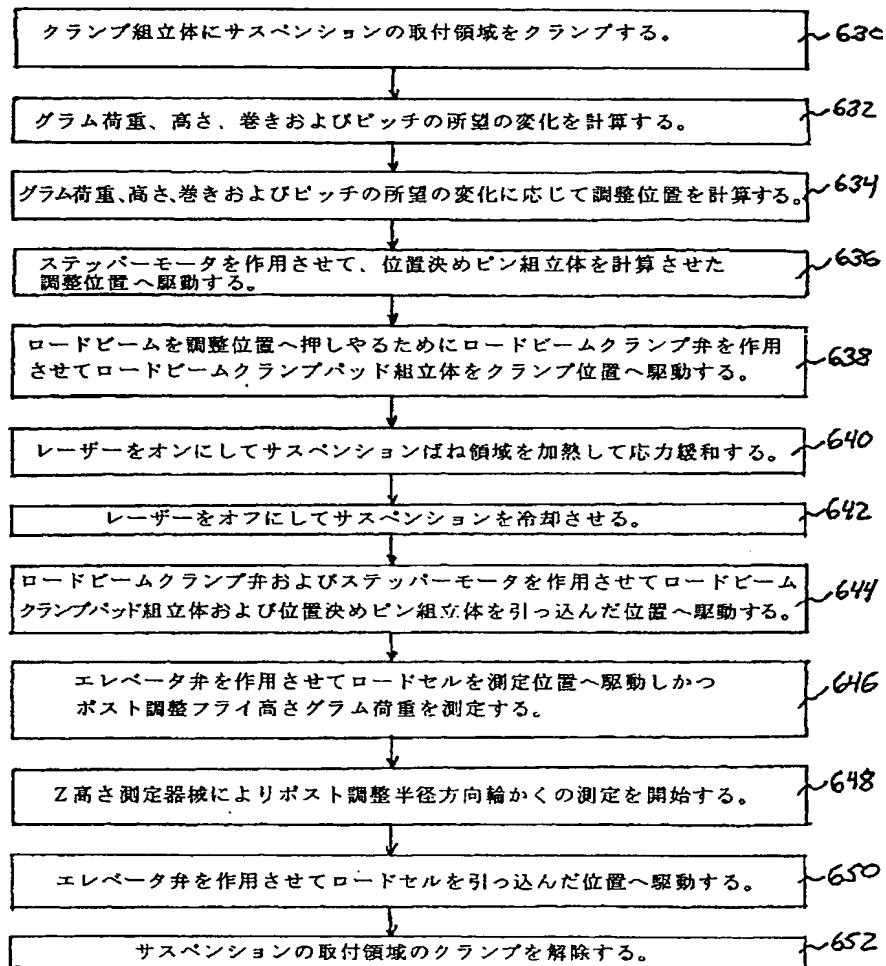 クランプ組立体にサスペンションの取付領域をクランプする。 630
グラム荷重、高さ、巻きおよびピッチの所望の変化を計算する。 632
グラム荷重、高さ、巻きおよびピッチの所望の変化に応じて調整位置を計算する。 634
ステッパーモータを作用させて、位置決めピン組立体を計算させた 636
調整位置へ駆動する。
ロードビームを調整位置へ押しやるためにロードビームクランプ弁を作用
させてロードビームクランプパッド組立体をクランプ位置へ駆動する。 638
レーザーをオンにしてサスペンションばね領域を加熱して応力緩和する。 640
レーザーをオフにしてサスペンションを冷却させる。 642
ロードビームクランプ弁およびステッパーモータを作用させてロードビーム
クランプパッド組立体および位置決めピン組立体を引っ込んだ位置へ駆動する。 644
エレベータ弁を作用させてロードセルを測定位置へ駆動しかつ 646
ポスト調整フライ高さグラム荷重を測定する。
Z高さ測定器械によりポスト調整半径方向輪かくの測定を開始する。 648
エレベータ弁を作用させてロードセルを引っ込んだ位置へ駆動する。 650
サスペンションの取付領域のクランプを解除する。 652